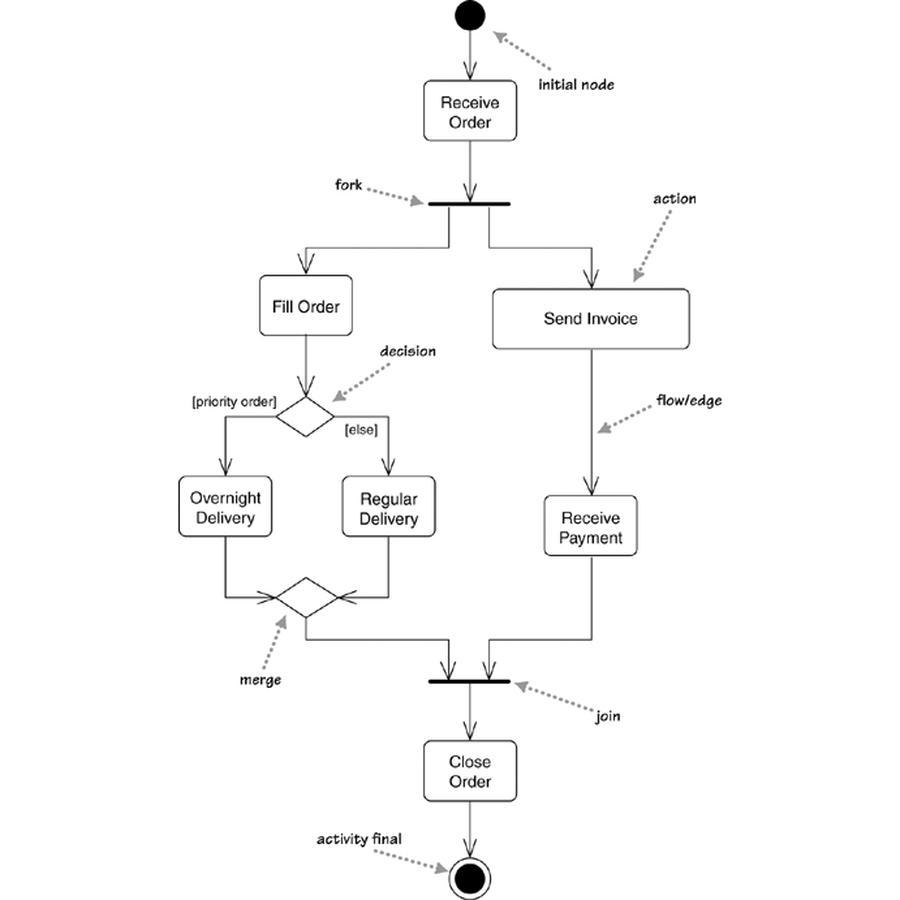 initial node
Receive
Order
fork
action
Fill Order
Send Invoice
decision
[priority order]
[else]
flow/edge
Overnight
Delivery
Regular
Delivery
Receive
Payment
merge
join
Close
Order
activity final